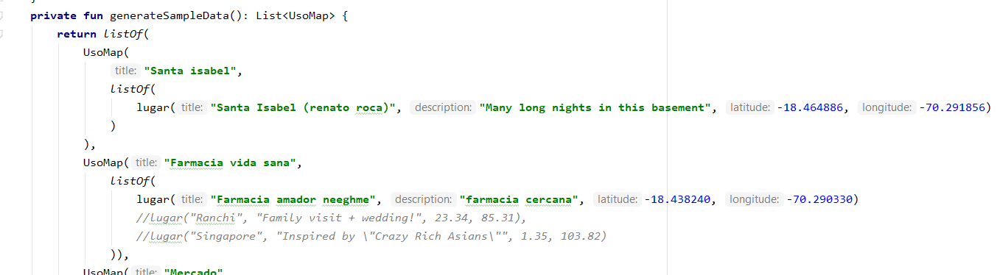 private fun generateSampleData(): List<UsoMap> {
return listOf(
UsoMap(
title: "Santa isabel",
listOf(
lugar( title: "Santa Isabel (renato roca)", description: "Many long nights in this basement", latitude: -18.464886, longitude: -70.291856)
)
),
UsoMap( title: "Farmacia vida sana",
listOf(
lugar( title: "Farmacia amador neeghme", description: "farmacia cercana", latitude: -18.438240, longitude: -70.290330)
//lugar("Ranchi", "Family visit + wedding!", 23.34, 85.31),
//lugar("Singapore", "Inspired by \"Crazy Rich Asians\"", 1.35, 103.82)
)),
UsoMap( title: "Mercado"